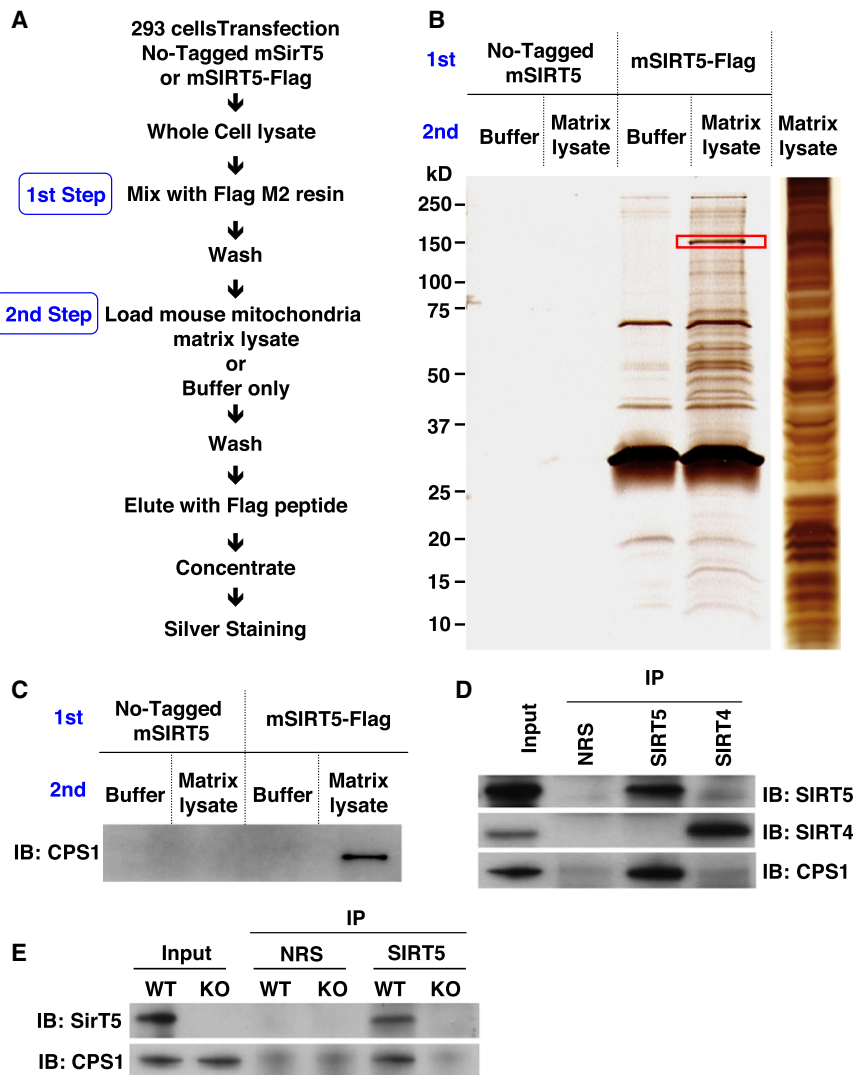 A
293 cellsTransfection
No-Tagged mSirT5
or mSIRT5-Flag
Whole Cell lysate
1st Step
Mix with Flag M2 resin
Wash
2nd Step
Load mouse mitochondria
matrix lysate
or
Buffer only
Wash
Elute with Flag peptide
Concentrate
Silver Staining
B
1st
No-Tagged
mSIRT5
mSIRT5-Flag
2nd
Buffer
Matrix
lysate
Buffer
Matrix
lysate
Matrix
lysate
kD
250
150
100
75
50
37
25
20
15
10
C
1st
No-Tagged
mSIRT5
mSIRT5-Flag
2nd
Buffer
Matrix
lysate
Buffer
Matrix
lysate
IB: CPS1
D
IP
Input
NRS
SIRT5
SIRT4
IB: SIRT5
IB: SIRT4
IB: CPS1
E
IP
Input
NRS
SIRT5
WT
KO
WT
KO
WT
KO
IB: SirT5
IB: CPS1